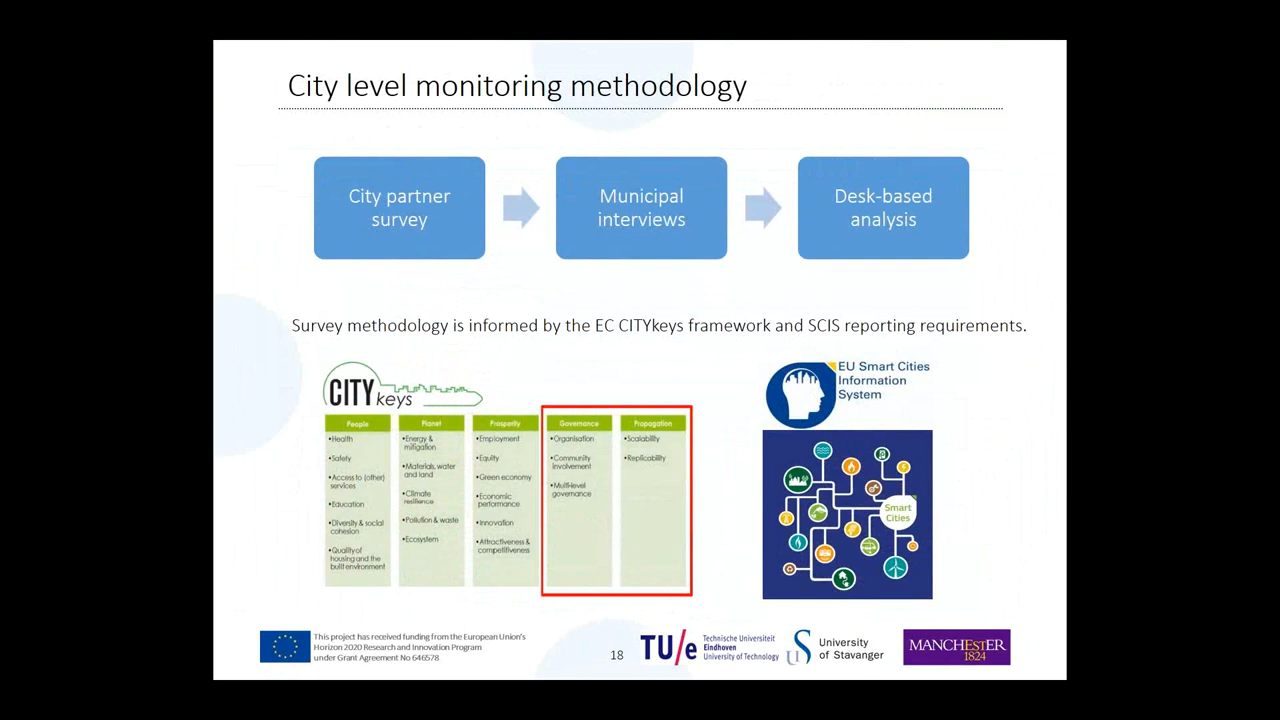 City level monitoring methodology
City partner
survey
Municipal
interviews
Desk-based
analysis
Survey methodology is informed by the EC CITYkeys framework and SCIS reporting requirements.
CITY keys
People
•Health
•Safety
•Access to (other)
services
•Education
•Diversity & social
cohesion
•Quality of
housing and the
built environment
Planet
•Energy &
mitigation
•Materials, water
and land
•Climate
resilience
•Pollution & waste
•Ecosystem
Prosperity
•Employment
•Equity
•Green economy
•Economic
performance
•Innovation
•Attractiveness &
competitiveness
Governance
•Organisation
•Community
involvement
•Multi-level
governance
Propagation
•Scalability
•Replicability
EU Smart Cities
Information
System
Smart
Cities
This project has received funding from the European Union's
Horizon 2020 Research and Innovation Program
under Grant Agreement No 646578
18
TU/e
Technische Universiteit
Eindhoven
University of Technology
University
of Stavanger
MANCHESTER
1824